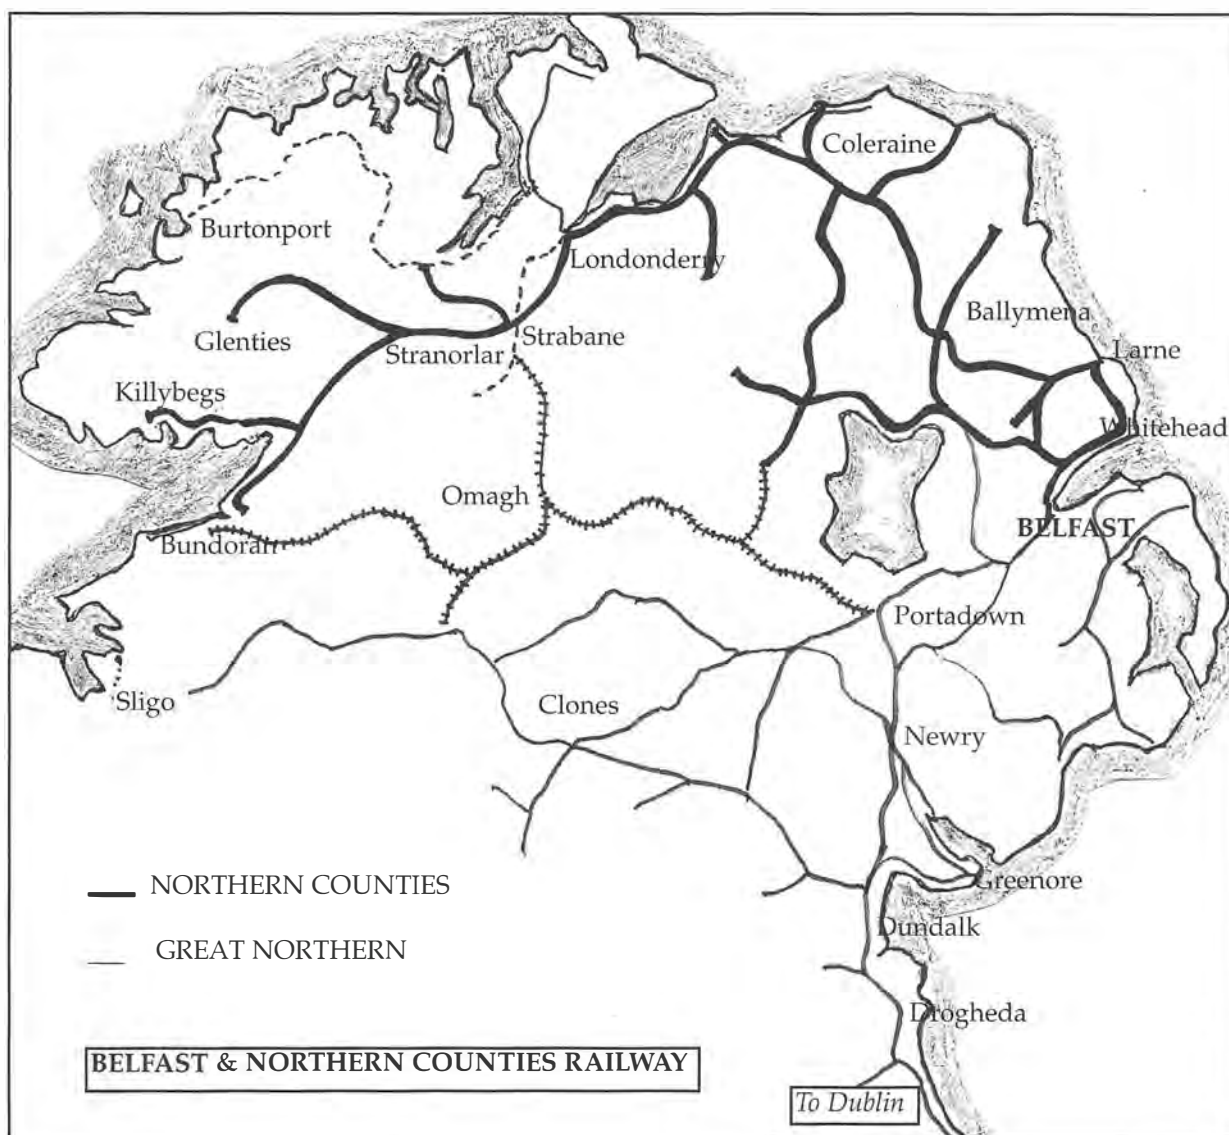 Coleraine
Burtonport
Londonderry
Ballymena
Glenties
Strabane
Stranorlar
Larne
Killybegs
Whitehead
Omagh
BELFAST
Bundoran
Portadown
Sligo
Clones
Newry
NORTHERN COUNTIES
Greenore
Dundalk
GREAT NORTHERN
Drogheda
BELFAST & NORTHERN COUNTIES RAILWAY
To Dublin